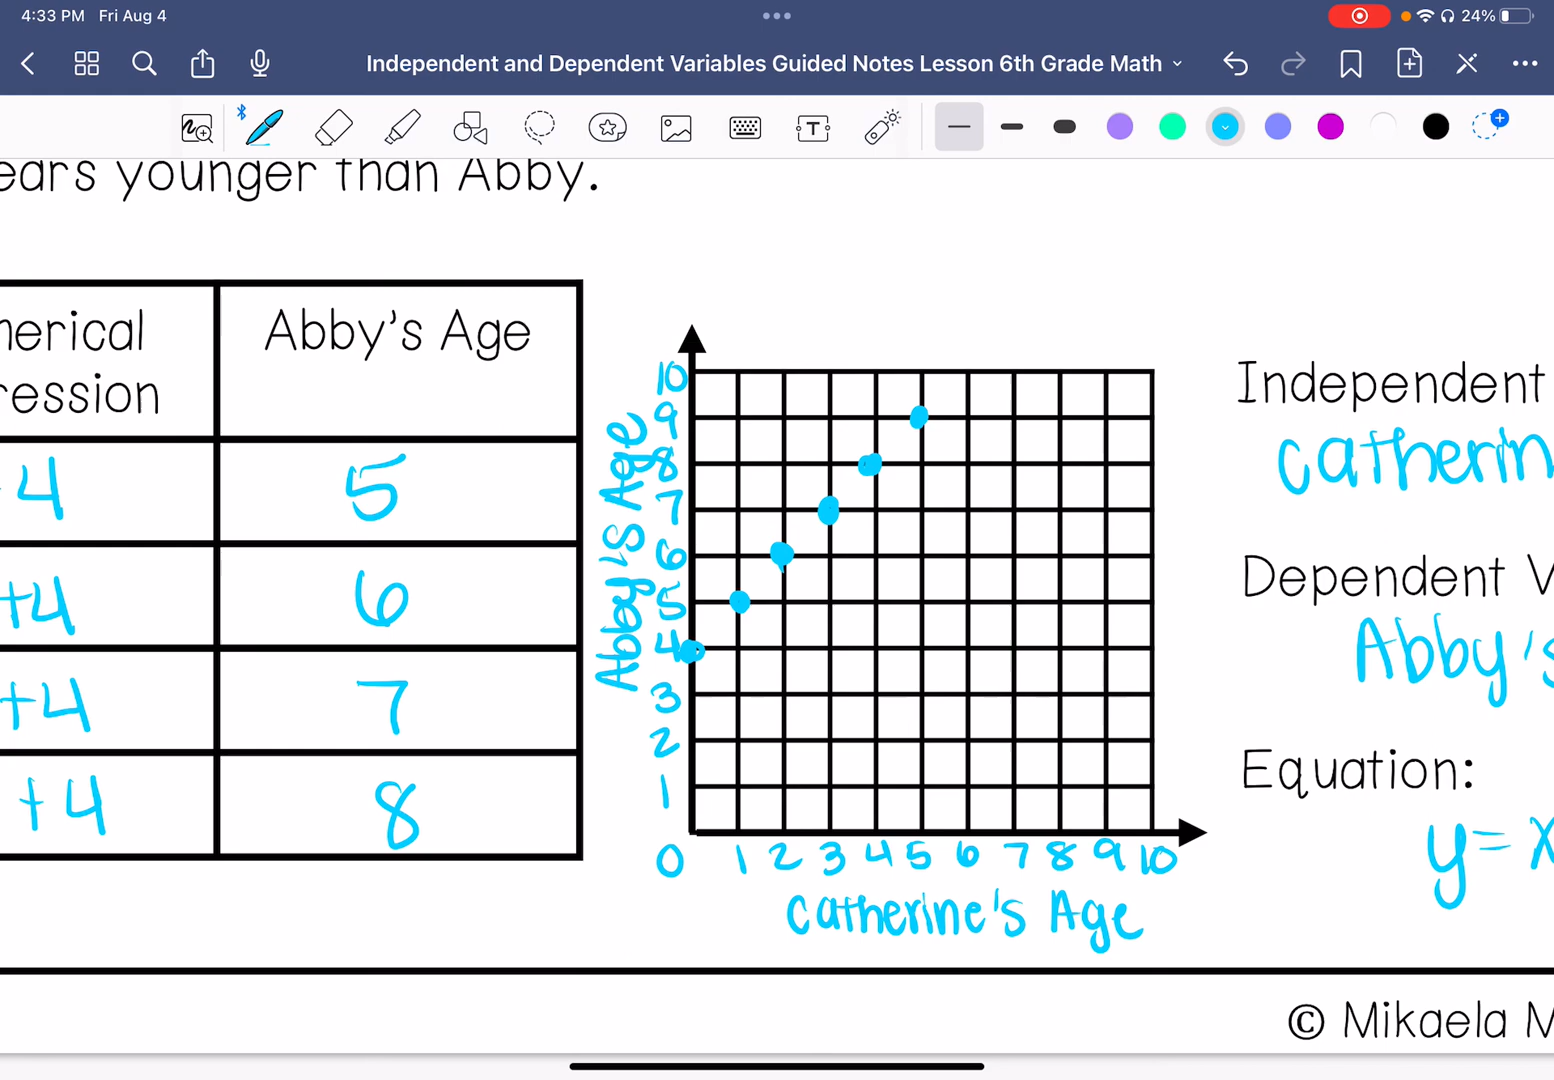 4:33 PM Fri Aug 4
24%
Independent and Dependent Variables Guided Notes Lesson 6th Grade Math
ears younger than Abby.
merical
ression
Abby's Age
4
5
+4
6
+4
7
+4
8
Abby's Age
10
9
8
7
6
5
4
3
2
1
0 1 2 3 4 5 6 7 8 9 10
Catherine's Age
Independent
Catherin
Dependent V
Abby's
Equation:
y= x
© Mikaela M